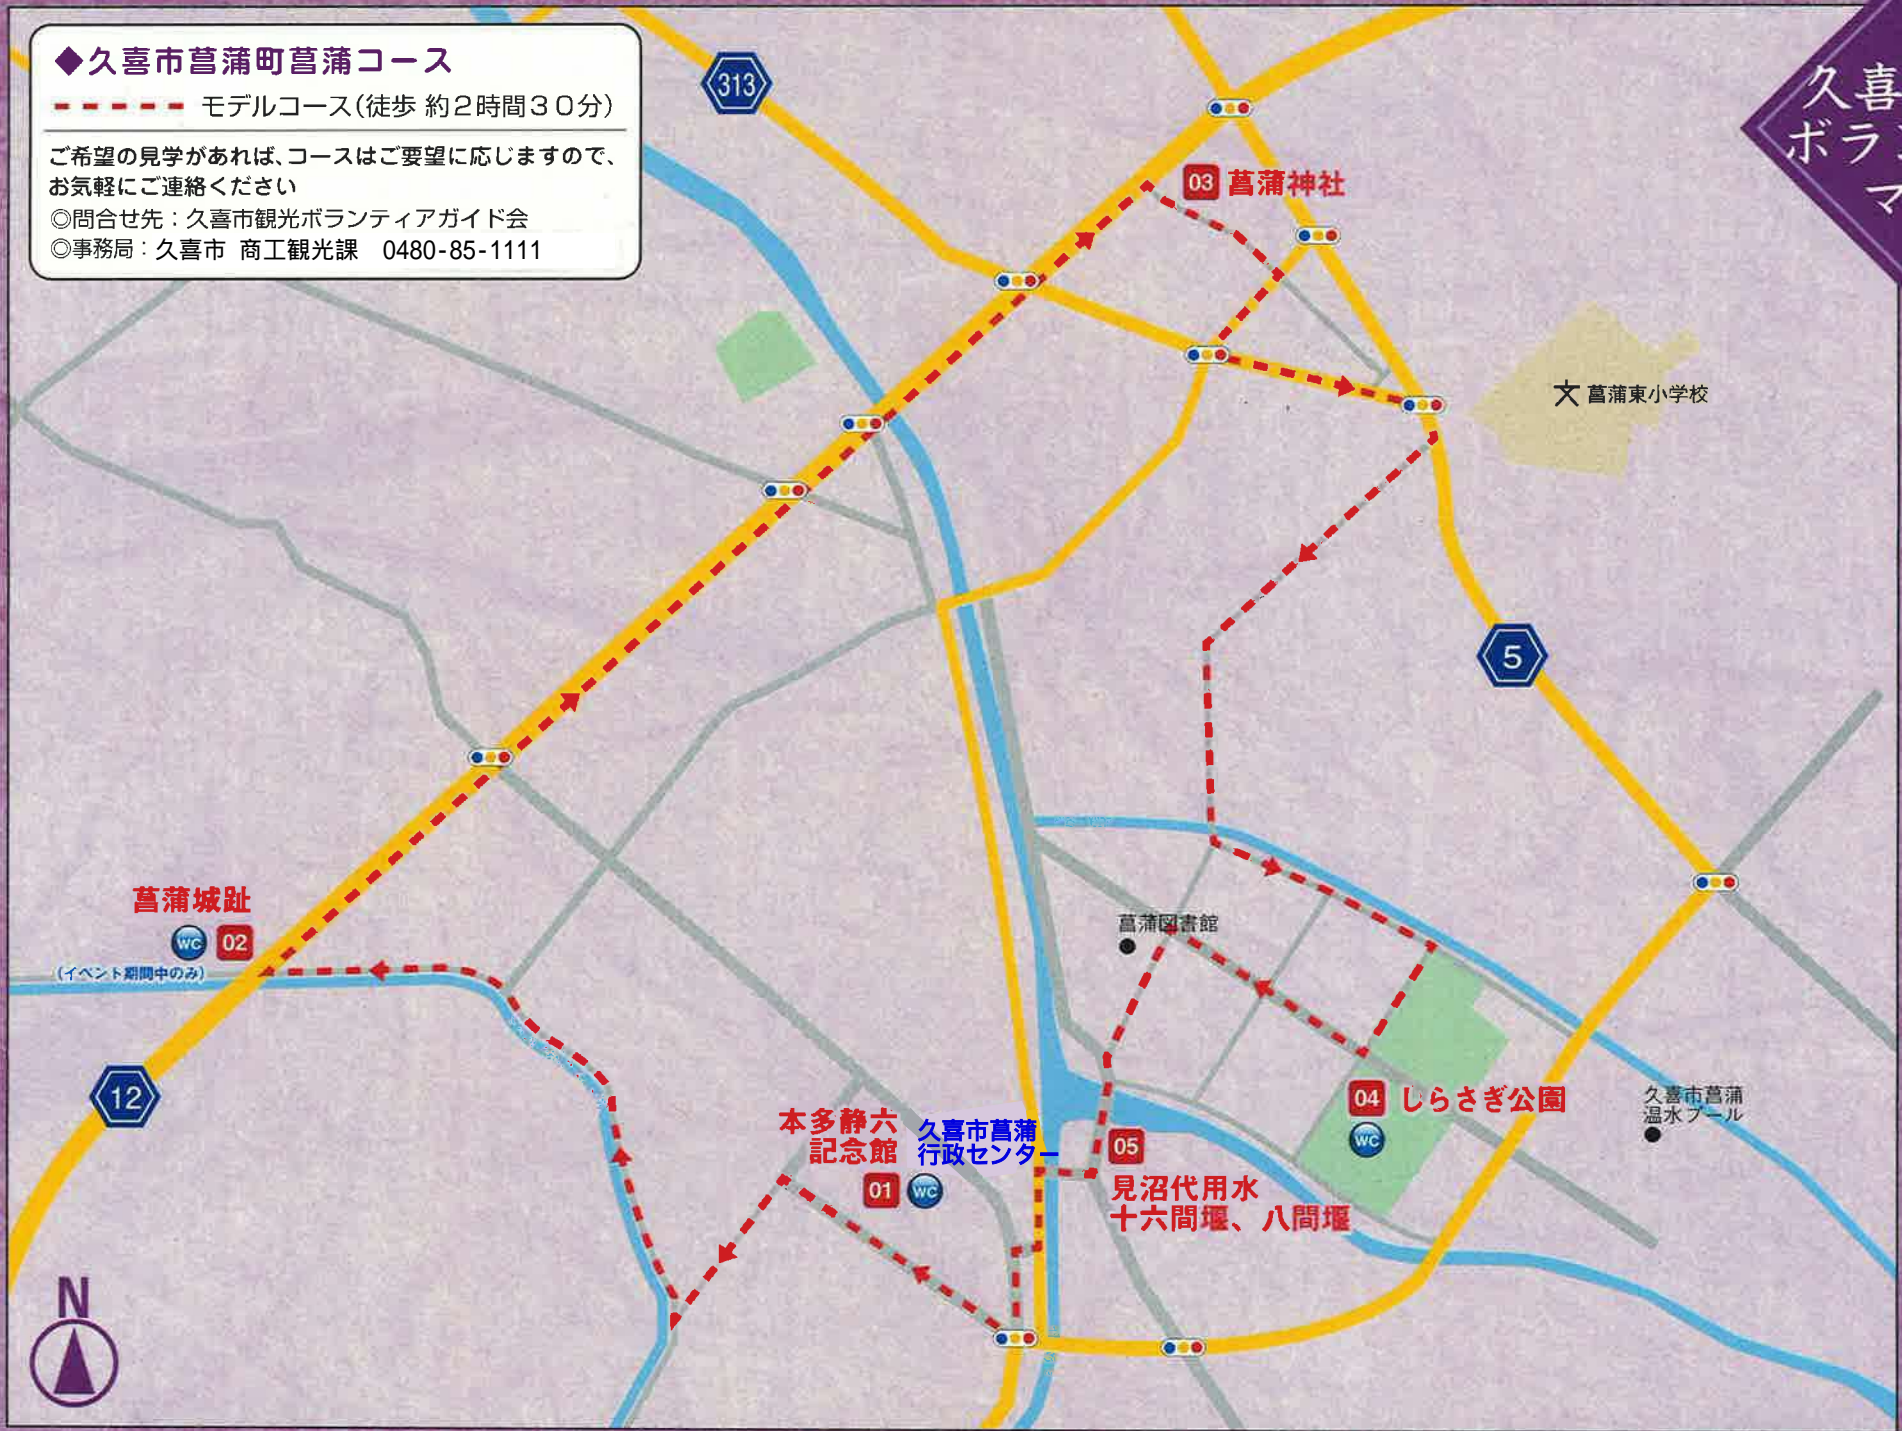 ◆久喜市菖蒲町菖蒲コース
モデルコース(徒歩 約2時間30分)
ご希望の見学があれば、コースはご要望に応じますので、
お気軽にご連絡ください
◎問合せ先：久喜市観光ボランティアガイド会
◎事務局：久喜市 商工観光課 0480-85-1111
久喜
ボラ
マ
313
03 菖蒲神社
文 菖蒲東小学校
5
菖蒲城趾
WC 02
(イベント期間中のみ)
菖蒲図書館
12
04 しらさぎ公園
WC
久喜市菖蒲
温水プール
本多静六
記念館
01 WC
久喜市菖蒲
行政センター
05
見沼代用水
十六間堰、八間堰
N